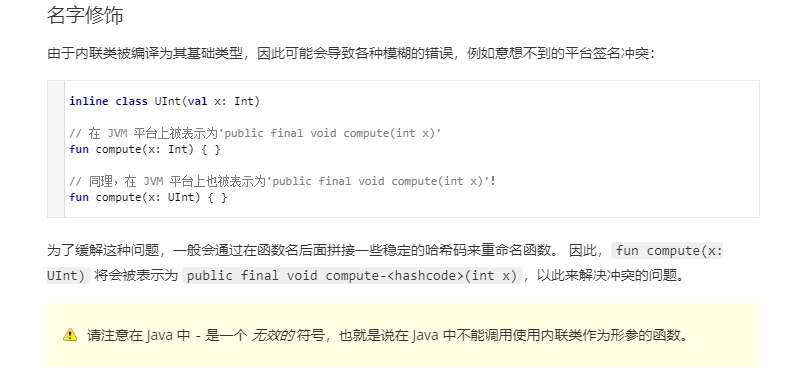 名字修饰
由于内联类被编译为其基础类型，因此可能会导致各种模糊的错误，例如意想不到的平台签名冲突：
inline class UInt(val x: Int)
// 在 JVM 平台上被表示为'public final void compute(int x)'
fun compute(x: Int) { }
// 同理，在 JVM 平台上也被表示为'public final void compute(int x)'！
fun compute(x: UInt) { }
为了缓解这种问题，一般会通过在函数名后面拼接一些稳定的哈希码来重命名函数。 因此， fun compute(x:
UInt) 将会被表示为 public final void compute-<hashcode>(int x) ，以此来解决冲突的问题。
请注意在 Java 中 - 是一个 无效的 符号，也就是说在 Java 中不能调用使用内联类作为形参的函数。